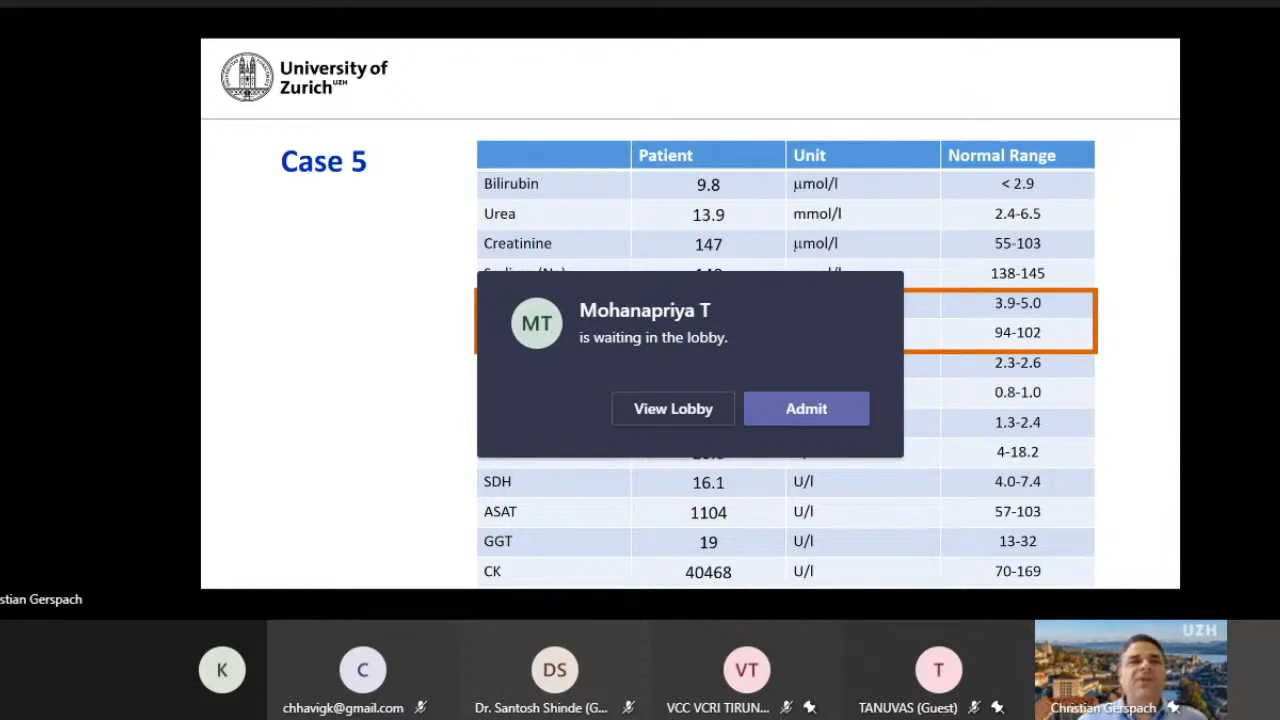 University of
Zurich UZH
Case 5
Patient Unit Normal Range
Bilirubin 9.8 µmol/l < 2.9
Urea 13.9 mmol/l 2.4-6.5
Creatinine 147 µmol/l 55-103
138-145
3.9-5.0
94-102
2.3-2.6
0.8-1.0
1.3-2.4
4-18.2
SDH 16.1 U/l 4.0-7.4
ASAT 1104 U/l 57-103
GGT 19 U/l 13-32
CK 40468 U/l 70-169
MT
Mohanapriya T
is waiting in the lobby.
View Lobby Admit
stian Gerspach
K
C
DS
VT
T
UZH
chhavigk@gmail.com
Dr. Santosh Shinde (G...
VCC VCRI TIRUN...
TANUVAS (Guest)
Christian Gerspach